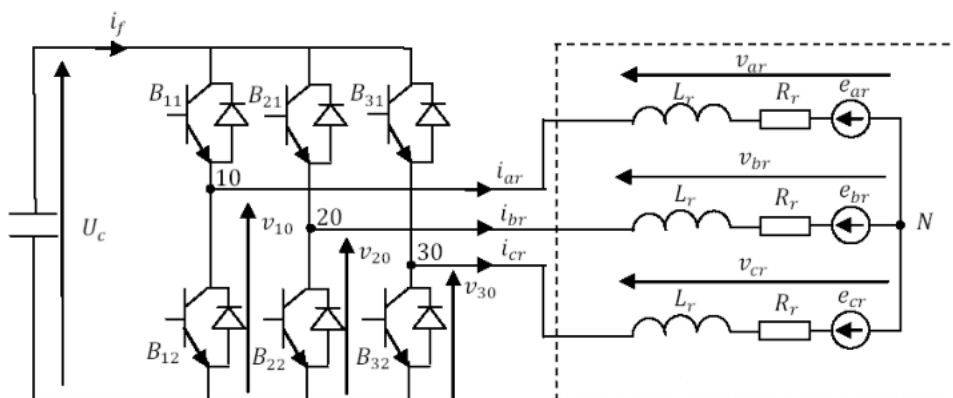 i_f
v_ar
B_11
B_21
B_31
L_r
R_r
e_ar
10
i_ar
v_br
U_c
v_10
20
i_br
L_r
R_r
e_br
N
v_20
30
i_cr
v_cr
v_30
L_r
R_r
e_cr
B_12
B_22
B_32